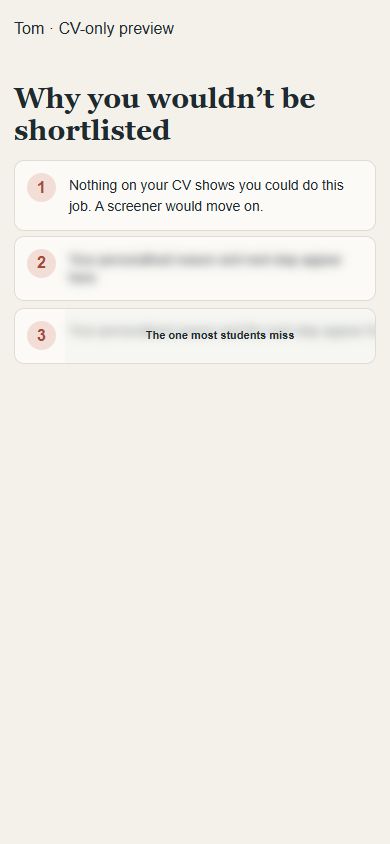 Tom · CV-only preview
Why you wouldn’t be
shortlisted
1
Nothing on your CV shows you could do this
job. A screener would move on.
2
3
The one most students miss